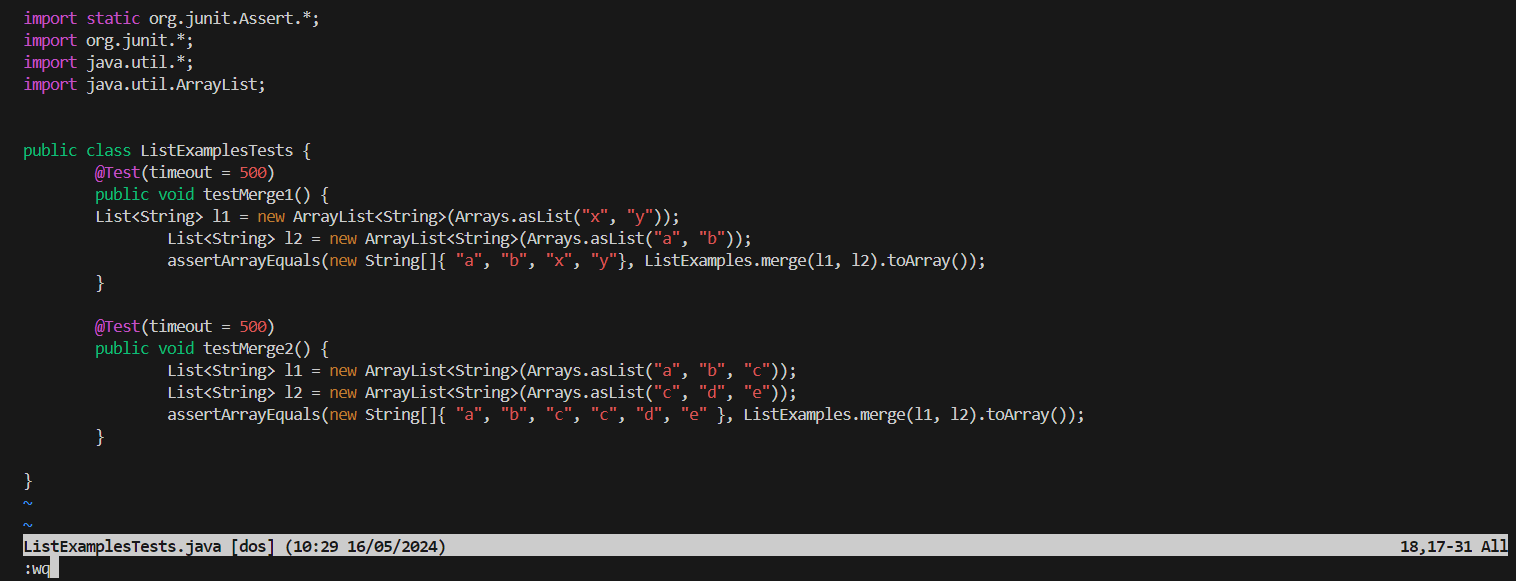 import static org.junit.Assert.*;
import org.junit.*;
import java.util.*;
import java.util.ArrayList;
public class ListExamplesTests {
        @Test(timeout = 500)
        public void testMerge1() {
        List<String> l1 = new ArrayList<String>(Arrays.asList("x", "y"));
                List<String> l2 = new ArrayList<String>(Arrays.asList("a", "b"));
                assertArrayEquals(new String[]{ "a", "b", "x", "y"}, ListExamples.merge(l1, l2).toArray());
        }
        @Test(timeout = 500)
        public void testMerge2() {
                List<String> l1 = new ArrayList<String>(Arrays.asList("a", "b", "c"));
                List<String> l2 = new ArrayList<String>(Arrays.asList("c", "d", "e"));
                assertArrayEquals(new String[]{ "a", "b", "c", "c", "d", "e" }, ListExamples.merge(l1, l2).toArray());
        }
}
~
~
ListExamplesTests.java [dos] (10:29 16/05/2024) 18,17-31 All
:wq